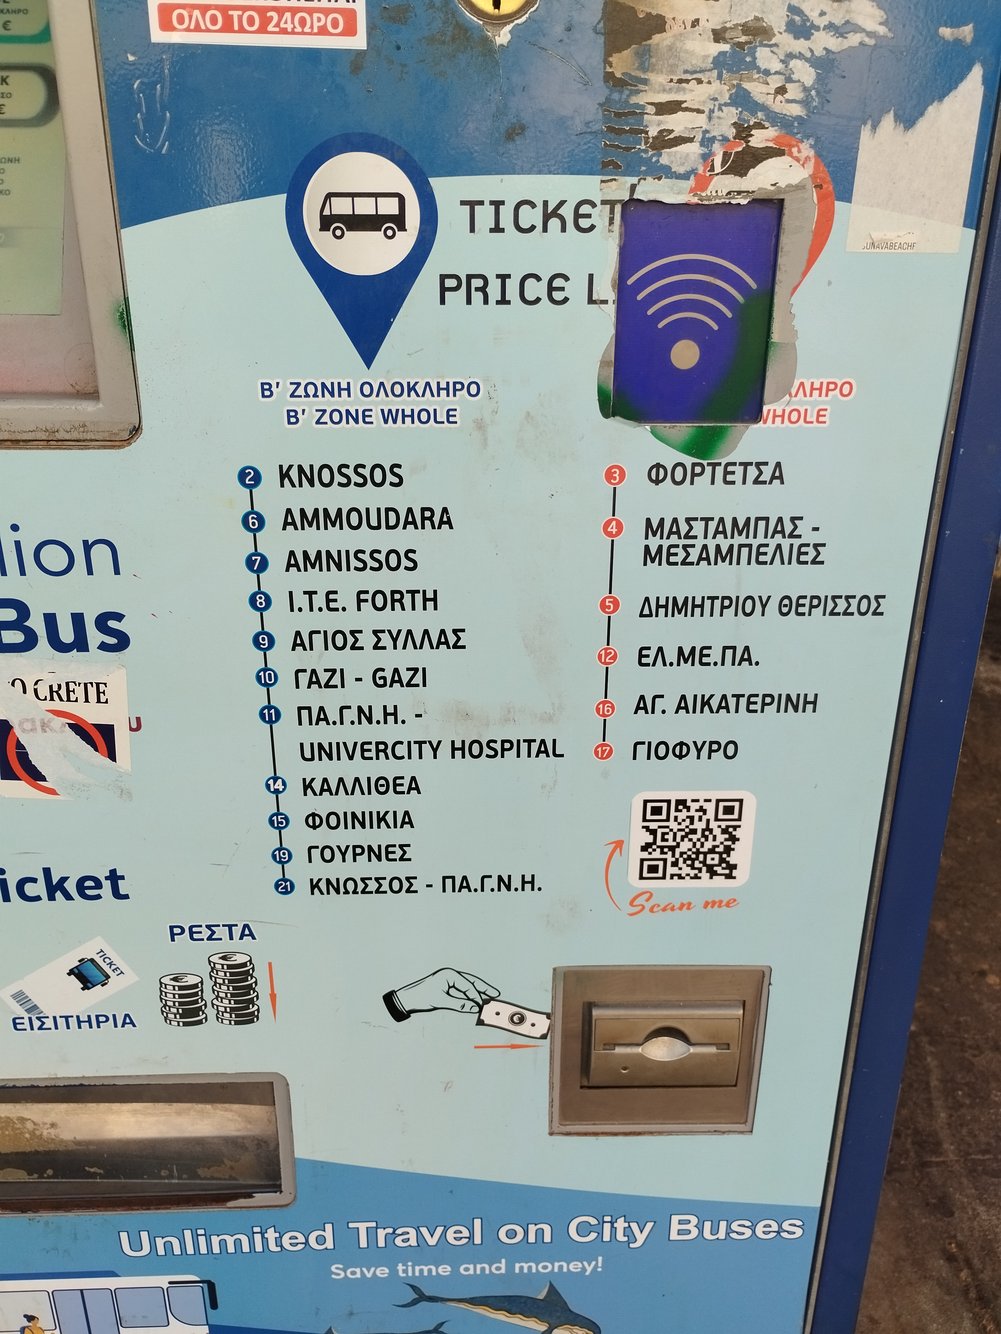 ΟΛΟ ΤΟ 24ΩΡΟ
TICKET
PRICE L
Β' ΖΩΝΗ ΟΛΟΚΛΗΡΟ
B' ZONE WHOLE
ΛΗΡΟ
WHOLE
2 KNOSSOS
6 AMMOUDARA
7 AMNISSOS
8 I.T.E. FORTH
9 ΑΓΙΟΣ ΣΥΛΛΑΣ
10 ΓΑΖΙ - GAZI
11 ΠΑ.Γ.Ν.Η. -
UNIVERCITY HOSPITAL
14 ΚΑΛΛΙΘΕΑ
15 ΦΟΙΝΙΚΙΑ
19 ΓΟΥΡΝΕΣ
21 ΚΝΩΣΣΟΣ - ΠΑ.Γ.Ν.Η.
3 ΦΟΡΤΕΤΣΑ
4 ΜΑΣΤΑΜΠΑΣ -
ΜΕΣΑΜΠΕΛΙΕΣ
5 ΔΗΜΗΤΡΙΟΥ ΘΕΡΙΣΣΟΣ
12 ΕΛ.ΜΕ.ΠΑ.
16 ΑΓ. ΑΙΚΑΤΕΡΙΝΗ
17 ΓΙΟΦΥΡΟ
Scan me
lion
Bus
O CRETE
icket
ΡΕΣΤΑ
TICKET
ΕΙΣΙΤΗΡΙΑ
Unlimited Travel on City Buses
Save time and money!